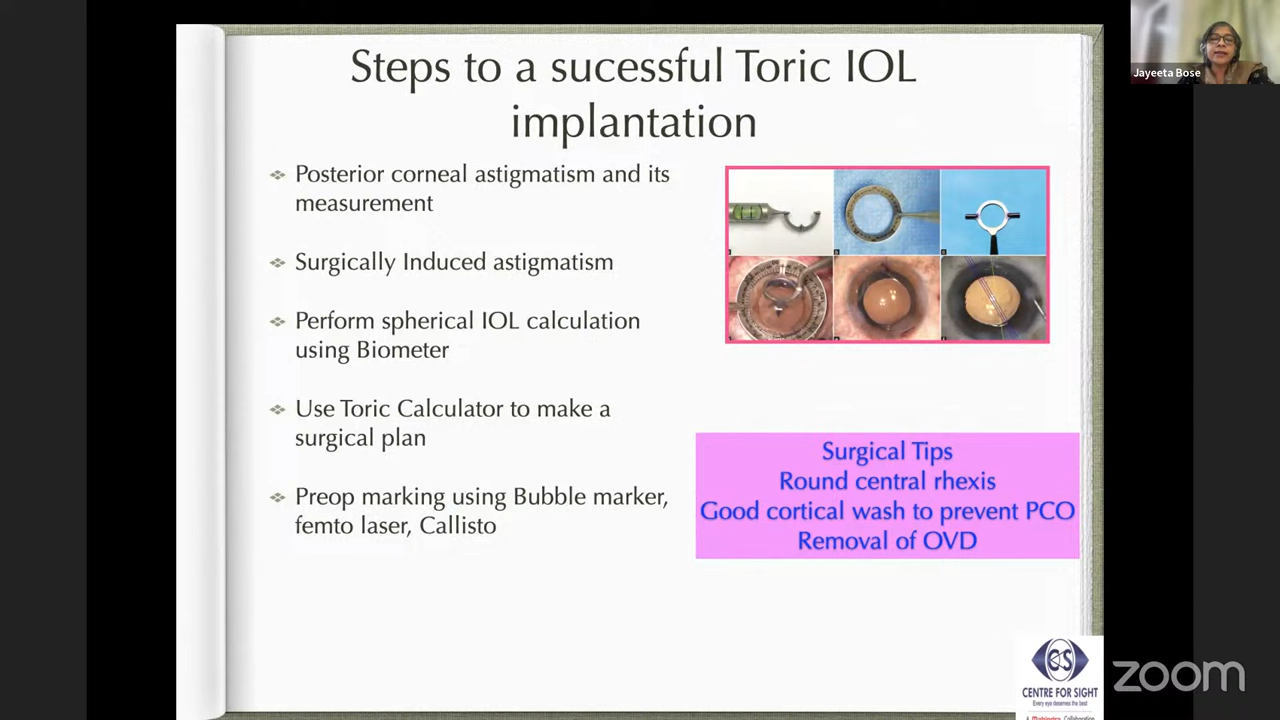 Steps to a sucessful Toric IOL
implantation
Posterior corneal astigmatism and its
measurement
Surgically Induced astigmatism
Perform spherical IOL calculation
using Biometer
Use Toric Calculator to make a
surgical plan
Preop marking using Bubble marker,
femto laser, Callisto
Surgical Tips
Round central rhexis
Good cortical wash to prevent PCO
Removal of OVD
Jayeeta Bose
CENTRE FOR SIGHT
Every eye deserves the best
A Mahindra Collaboration
zoom